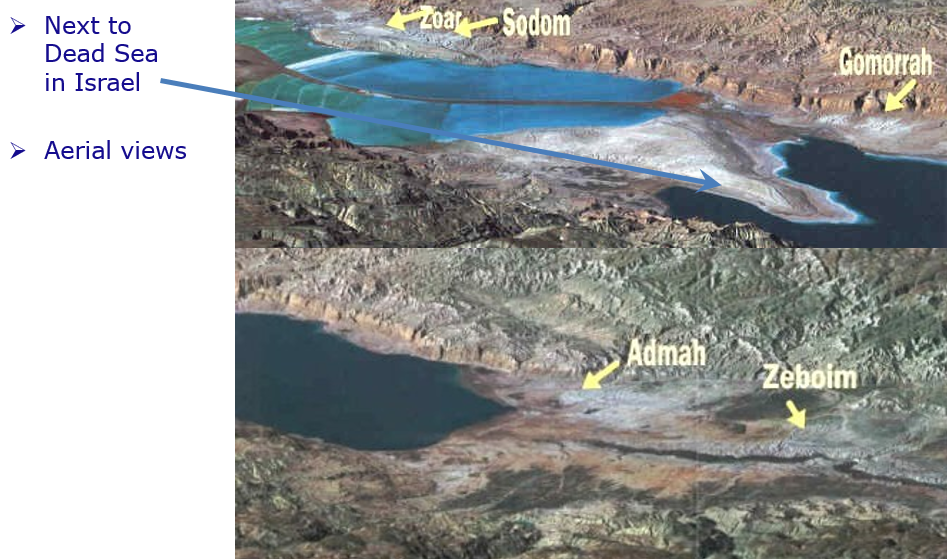 Next to
Dead Sea
in Israel
Aerial views
Zoar
Sodom
Gomorrah
Admah
Zeboim